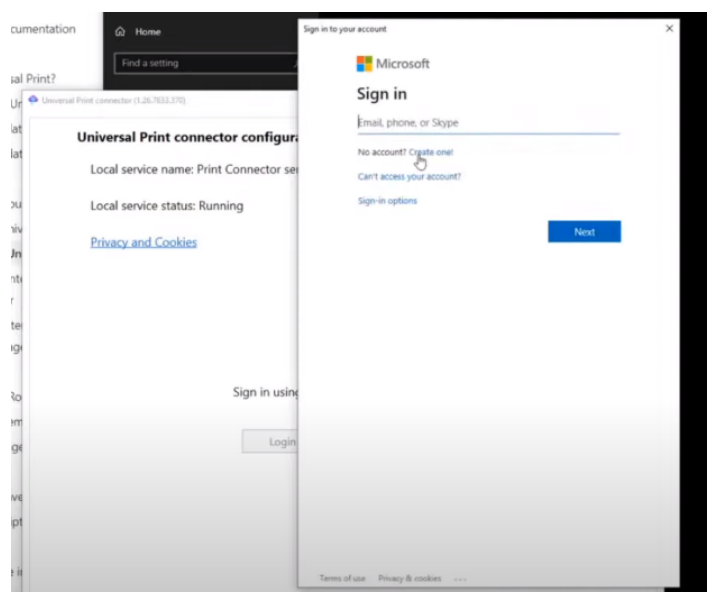 cumentation
Home
Find a setting
sal Print?
Universal Print connector (1.26.7833.370)
Universal Print connector configura
Local service name: Print Connector se
Local service status: Running
Privacy and Cookies
Sign in using
Login
Sign in to your account
Microsoft
Sign in
Email, phone, or Skype
No account? Create one!
Can't access your account?
Sign-in options
Next
Terms of use Privacy & cookies ...